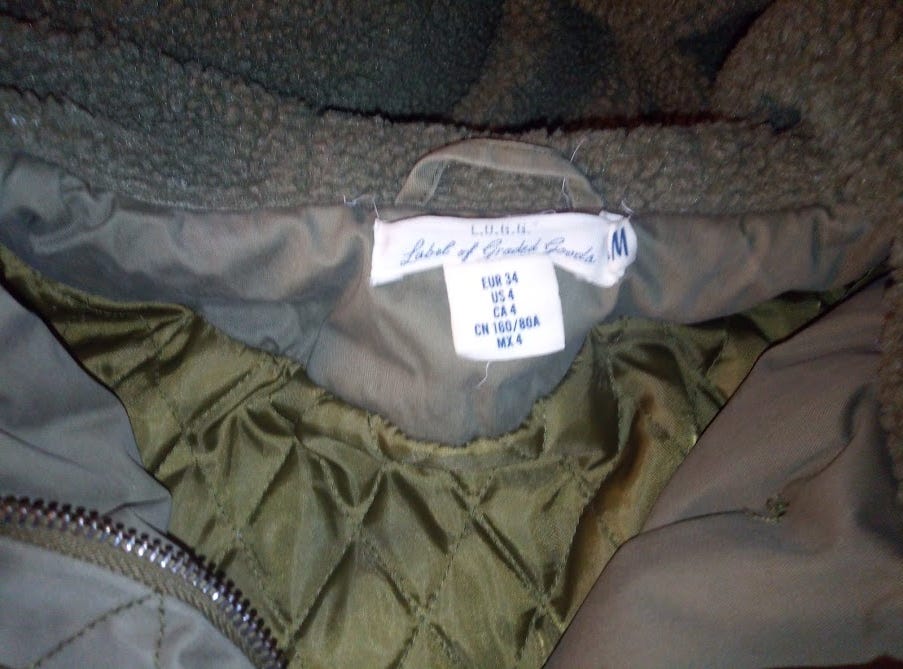 L.O.G.G.
Label of Graded Goods
M
EUR 34
US 4
CA 4
CN 160/80A
MX 4